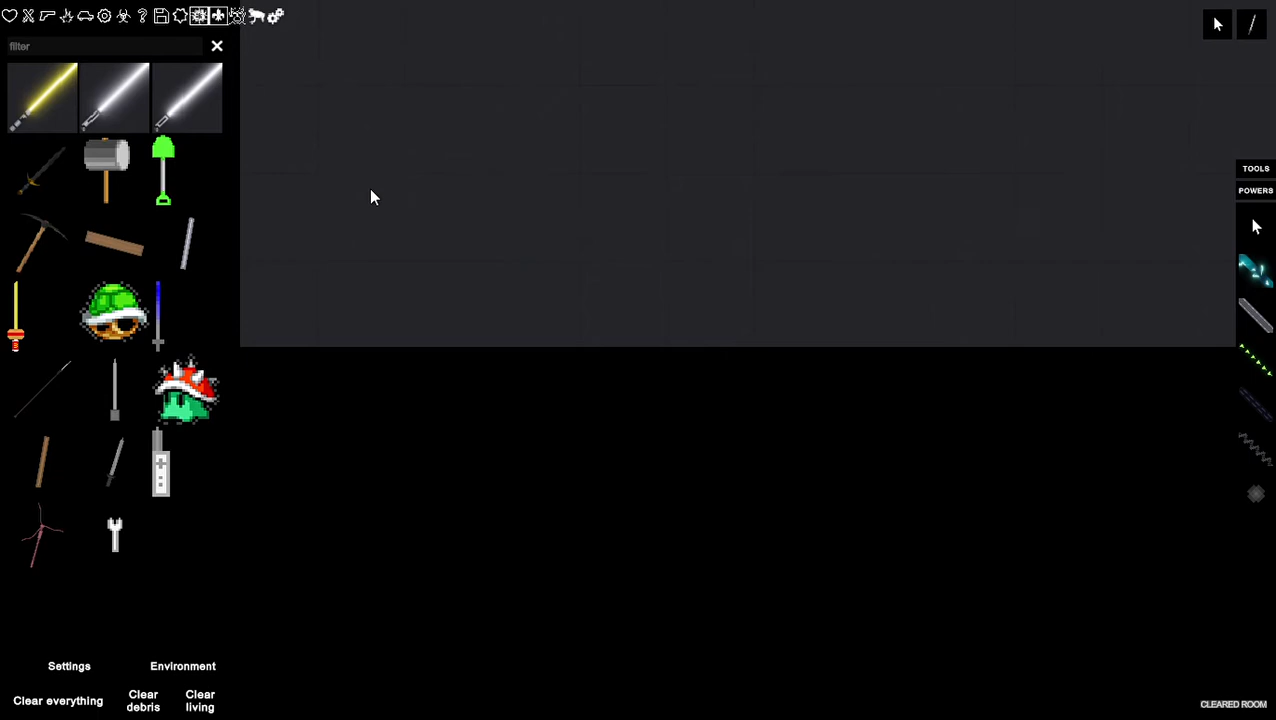 filter
TOOLS
POWERS
Settings
Environment
Clear everything
Clear
debris
Clear
living
CLEARED ROOM